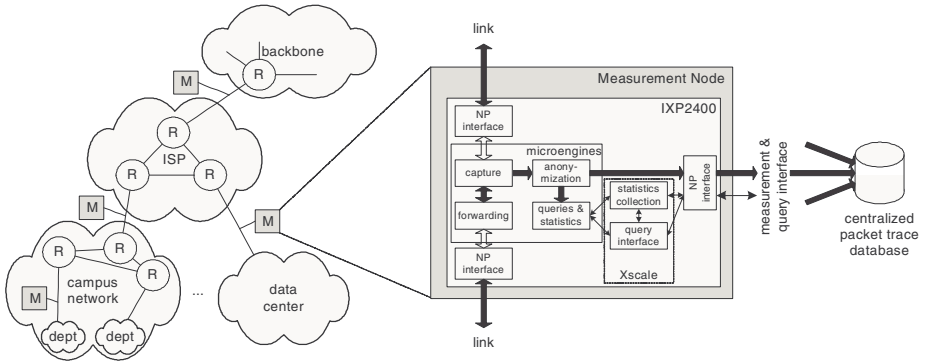 backbone
R
M
R
ISP
R
R
M
M
R
R
R
campus
network
M
dept
dept
...
data
center
link
Measurement Node
IXP2400
NP
interface
microengines
capture
anony-
mization
forwarding
queries &
statistics
statistics
collection
query
interface
Xscale
NP
interface
NP
interface
link
measurement &
query interface
centralized
packet trace
database